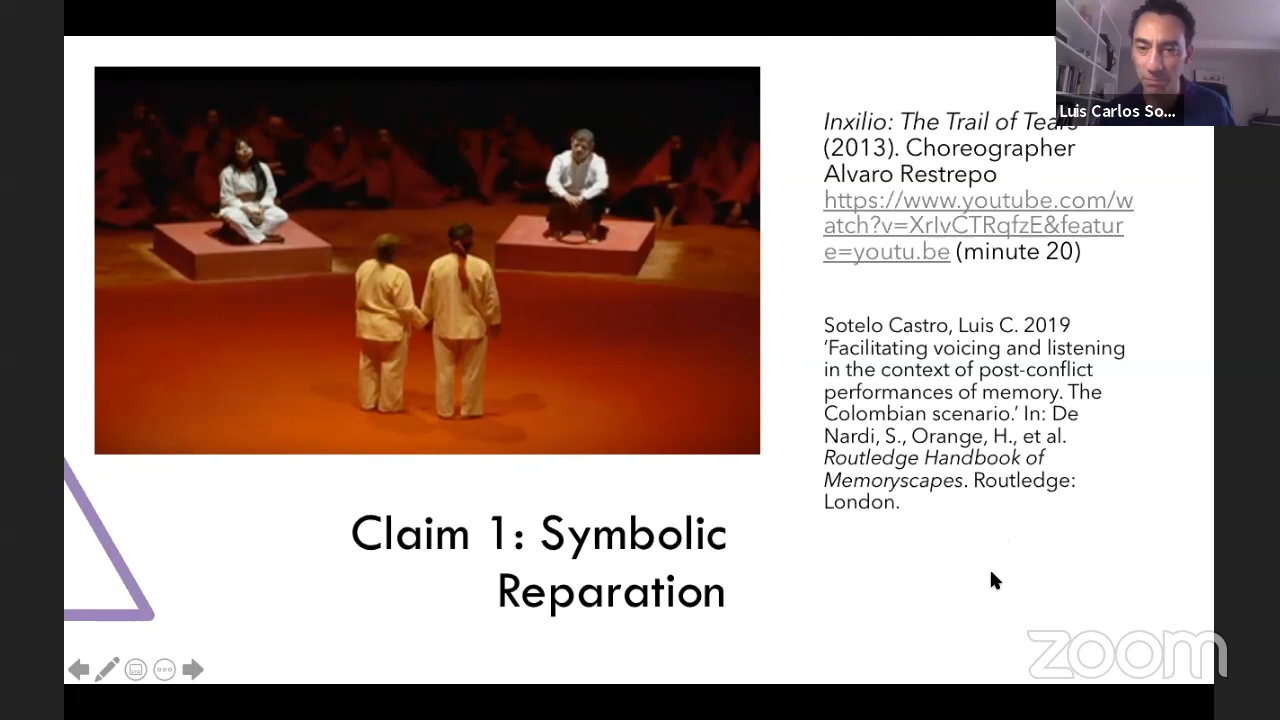 Luis Carlos So...
Inxilio: The Trail of Tears
(2013). Choreographer
Alvaro Restrepo
https://www.youtube.com/w
atch?v=XrIvCTRqfzE&featur
e=youtu.be (minute 20)
Sotelo Castro, Luis C. 2019
'Facilitating voicing and listening
in the context of post-conflict
performances of memory. The
Colombian scenario.' In: De
Nardi, S., Orange, H., et al.
Routledge Handbook of
Memoryscapes. Routledge:
London.
Claim 1: Symbolic
Reparation
zoom